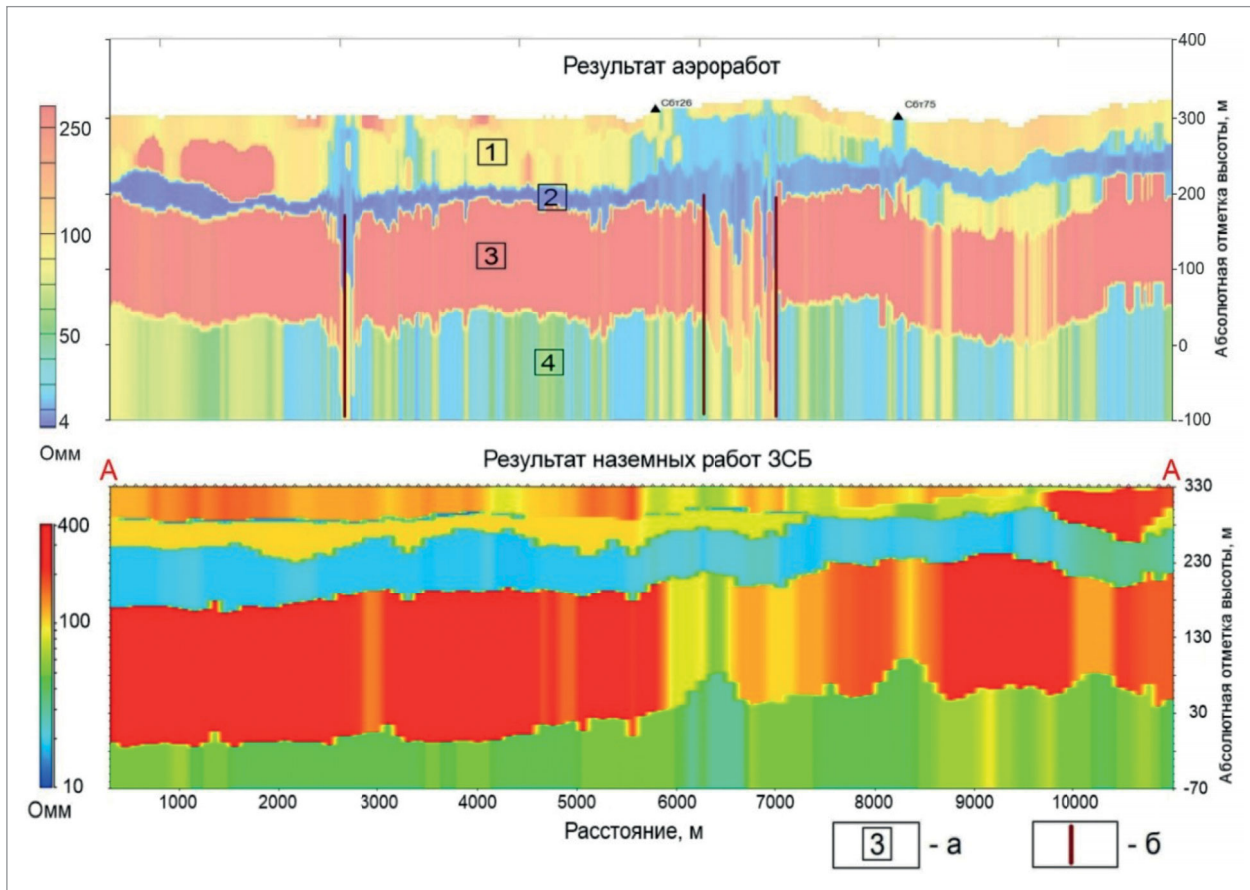 Результат аэроработ
Сбт26
Сбт75
400
300
200
100
0
-100
Абсолютная отметка высоты, м
250
100
50
4
Омм
1
2
3
4
Результат наземных работ ЗСБ
А
А
400
100
10
Омм
330
230
130
30
-70
Абсолютная отметка высоты, м
1000 2000 3000 4000 5000 6000 7000 8000 9000 10000
Расстояние, м
3 - а
- б